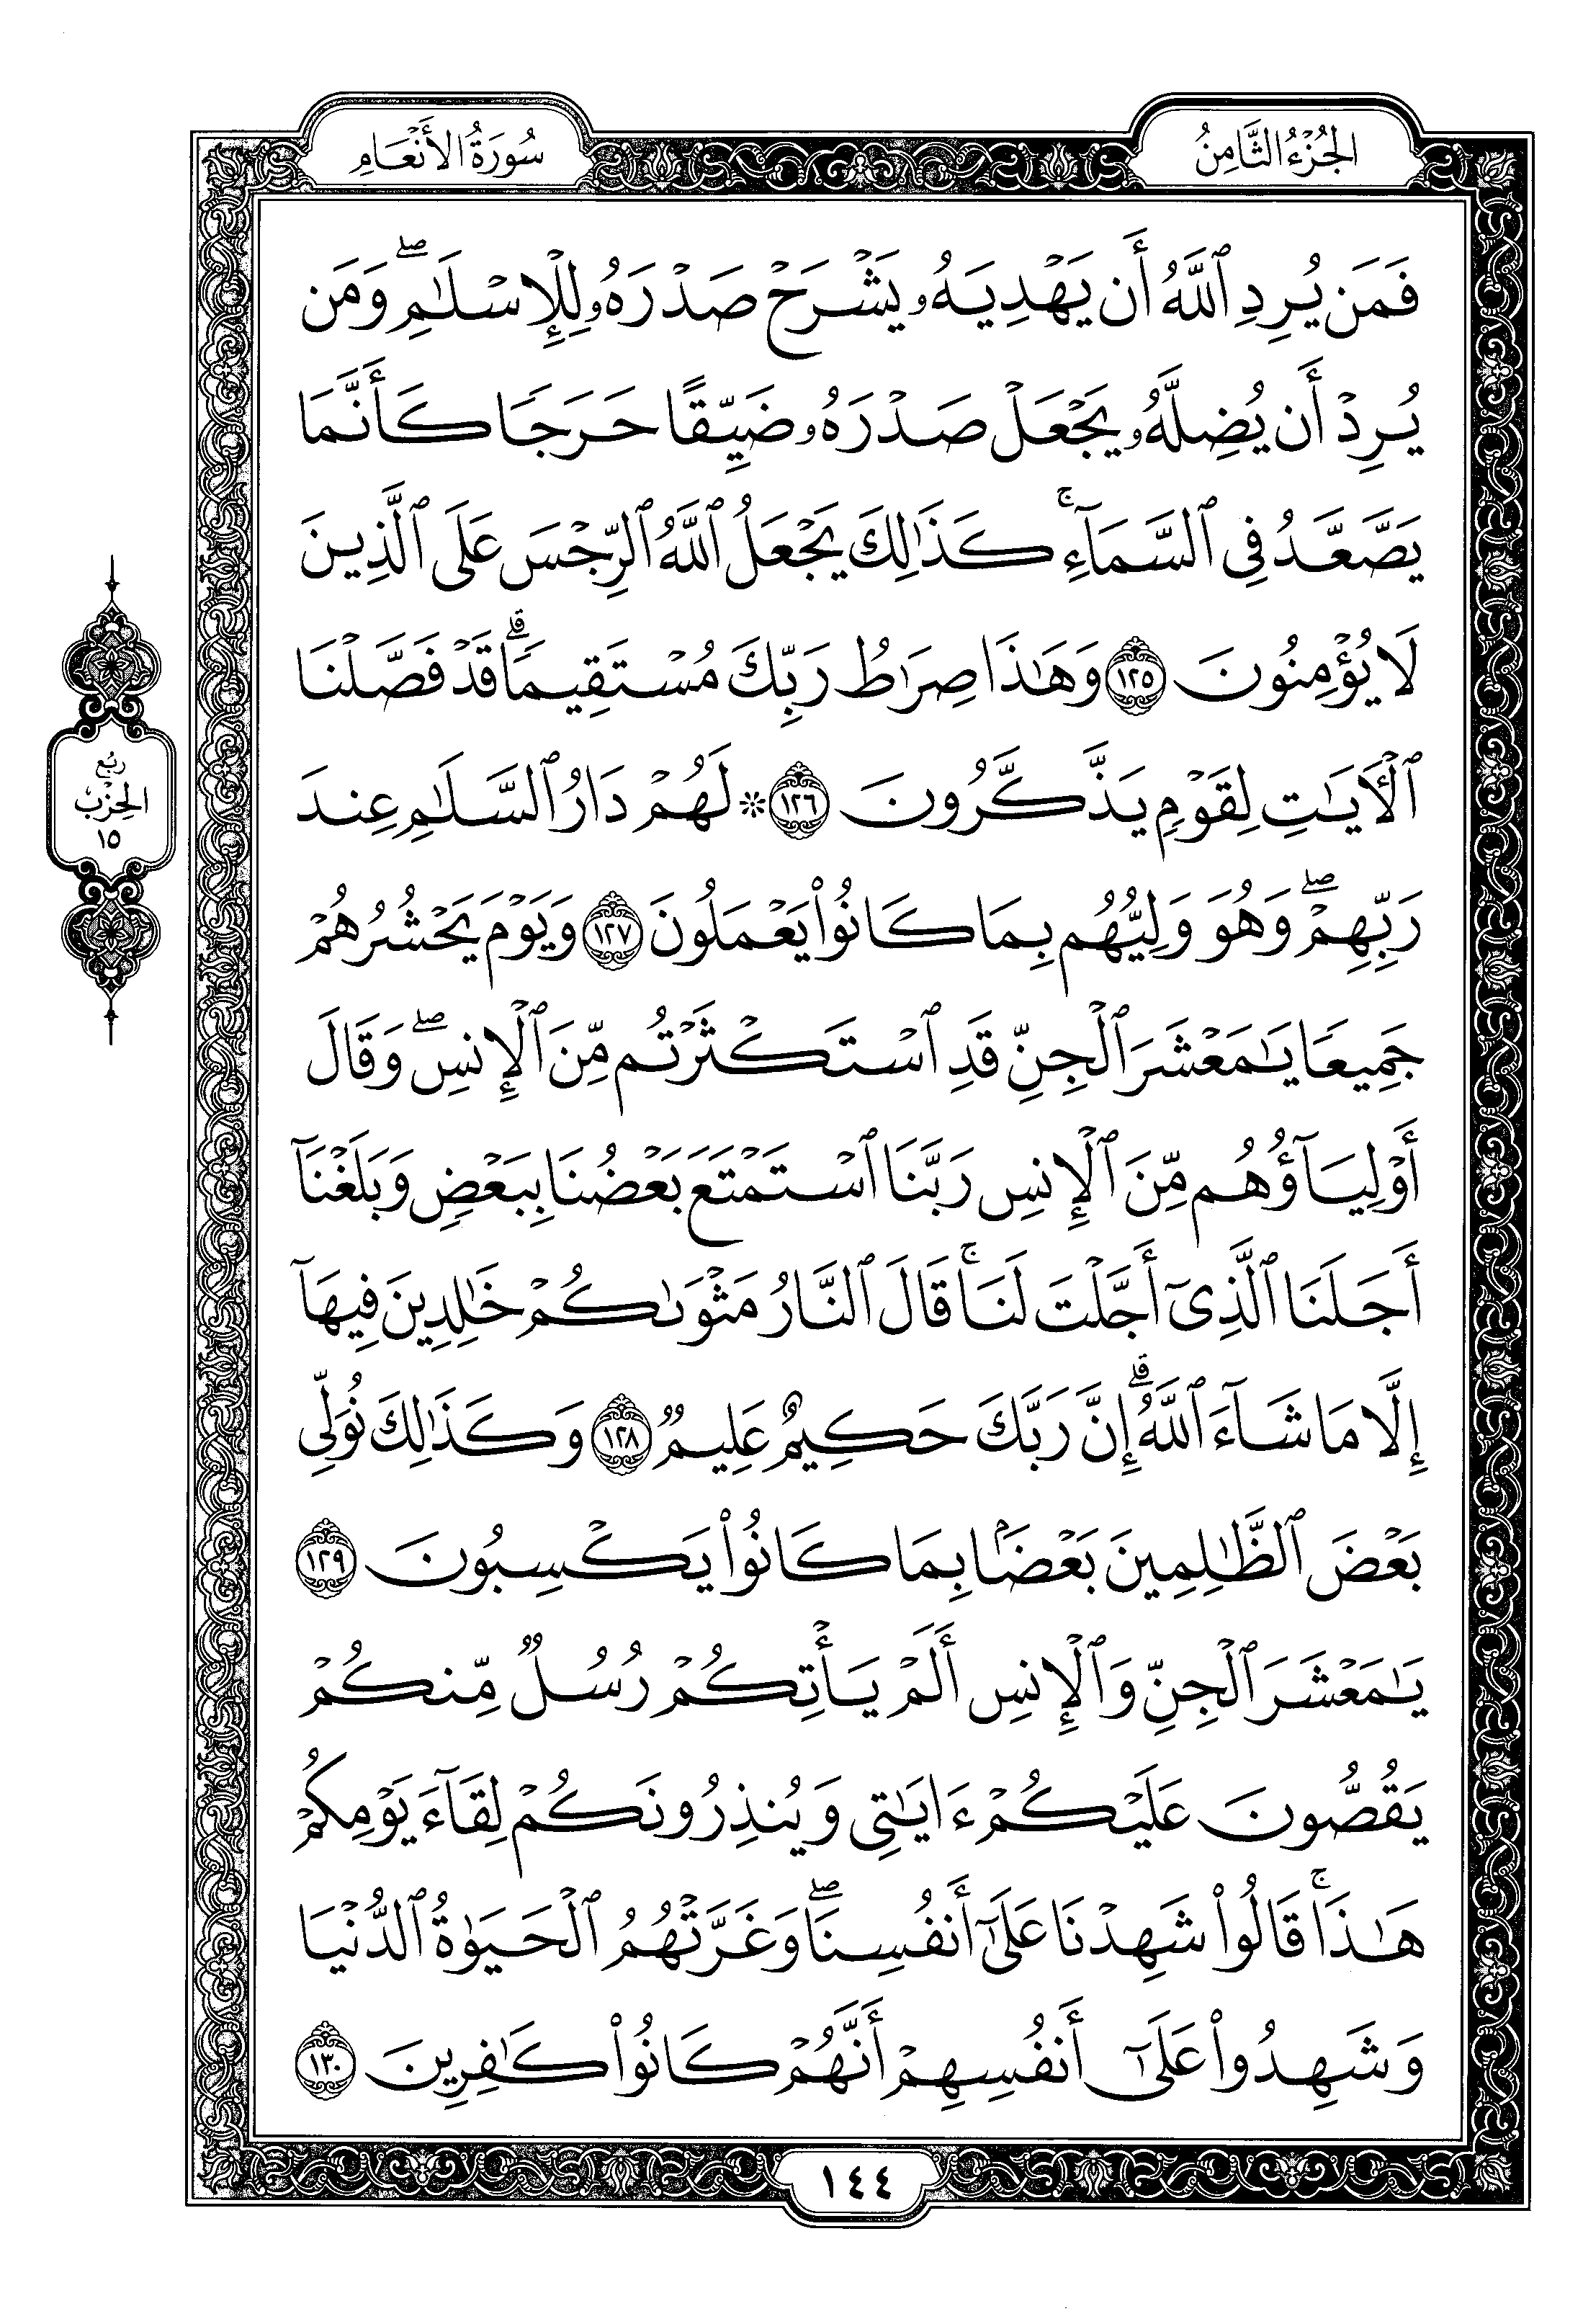 الجُزْءُ الثَّامِنُ
سُورَةُ الأَنْعَامِ
فَمَن يُرِدِ ٱللَّهُ أَن يَهْدِيَهُۥ يَشْرَحْ صَدْرَهُۥ لِلْإِسْلَٰمِۖ وَمَن
يُرِدْ أَن يُضِلَّهُۥ يَجْعَلْ صَدْرَهُۥ ضَيِّقًا حَرَجًا كَأَنَّمَا
يَصَّعَّدُ فِي ٱلسَّمَآءِۚ كَذَٰلِكَ يَجْعَلُ ٱللَّهُ ٱلرِّجْسَ عَلَى ٱلَّذِينَ
لَا يُؤْمِنُونَ ١٢٥ وَهَٰذَا صِرَٰطُ رَبِّكَ مُسْتَقِيمًاۗ قَدْ فَصَّلْنَا
ٱلْءَايَٰتِ لِقَوْمٍ يَذَّكَّرُونَ ١٢٦ ۞ لَهُمْ دَارُ ٱلسَّلَٰمِ عِندَ
رَبِّهِمْۖ وَهُوَ وَلِيُّهُم بِمَا كَانُوا۟ يَعْمَلُونَ ١٢٧ وَيَوْمَ يَحْشُرُهُمْ
جَمِيعًا يَٰمَعْشَرَ ٱلْجِنِّ قَدِ ٱسْتَكْثَرْتُم مِّنَ ٱلْإِنسِۖ وَقَالَ
أَوْلِيَآؤُهُم مِّنَ ٱلْإِنسِ رَبَّنَا ٱسْتَمْتَعَ بَعْضُنَا بِبَعْضٍ وَبَلَغْنَآ
أَجَلَنَا ٱلَّذِىٓ أَجَّلْتَ لَنَاۚ قَالَ ٱلنَّارُ مَثْوَىٰكُمْ خَٰلِدِينَ فِيهَآ
إِلَّا مَا شَآءَ ٱللَّهُۗ إِنَّ رَبَّكَ حَكِيمٌ عَلِيمٌ ١٢٨ وَكَذَٰلِكَ نُوَلِّي
بَعْضَ ٱلظَّٰلِمِينَ بَعْضًۢا بِمَا كَانُوا۟ يَكْسِبُونَ ١٢٩
يَٰمَعْشَرَ ٱلْجِنِّ وَٱلْإِنسِ أَلَمْ يَأْتِكُمْ رُسُلٌ مِّنكُمْ
يَقُصُّونَ عَلَيْكُمْ ءَايَٰتِي وَيُنذِرُونَكُمْ لِقَآءَ يَوْمِكُمْ
هَٰذَاۚ قَالُوا۟ شَهِدْنَا عَلَىٰٓ أَنفُسِنَاۖ وَغَرَّتْهُمُ ٱلْحَيَوٰةُ ٱلدُّنْيَا
وَشَهِدُوا۟ عَلَىٰٓ أَنفُسِهِمْ أَنَّهُمْ كَانُوا۟ كَٰفِرِينَ ١٣٠
رُبْع
الحِزْب
١٥
١٤٤